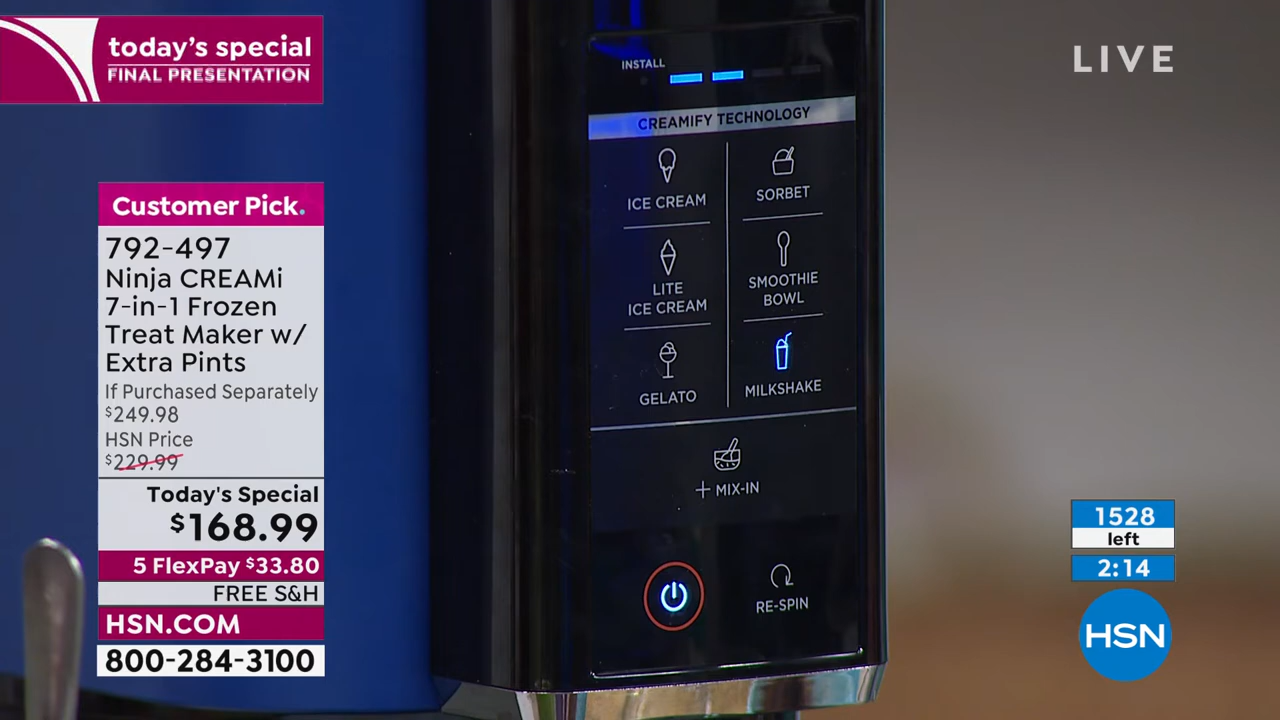 today's special
FINAL PRESENTATION
LIVE
INSTALL
CREAMIFY TECHNOLOGY
ICE CREAM
SORBET
LITE
ICE CREAM
SMOOTHIE
BOWL
GELATO
MILKSHAKE
+ MIX-IN
RE-SPIN
Customer Pick.
792-497
Ninja CREAMi
7-in-1 Frozen
Treat Maker w/
Extra Pints
If Purchased Separately
$249.98
HSN Price
$229.99
Today's Special
$168.99
5 FlexPay $33.80
FREE S&H
HSN.COM
800-284-3100
1528
left
2:14
HSN